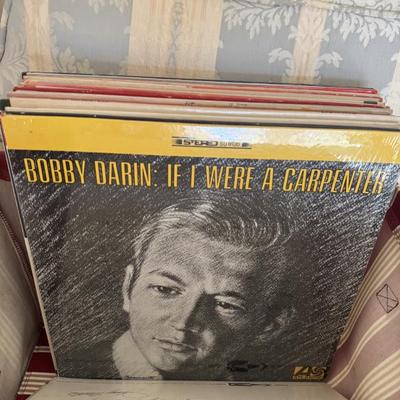 STEREO
BOBBY DARIN: IF I WERE A CARPENTER